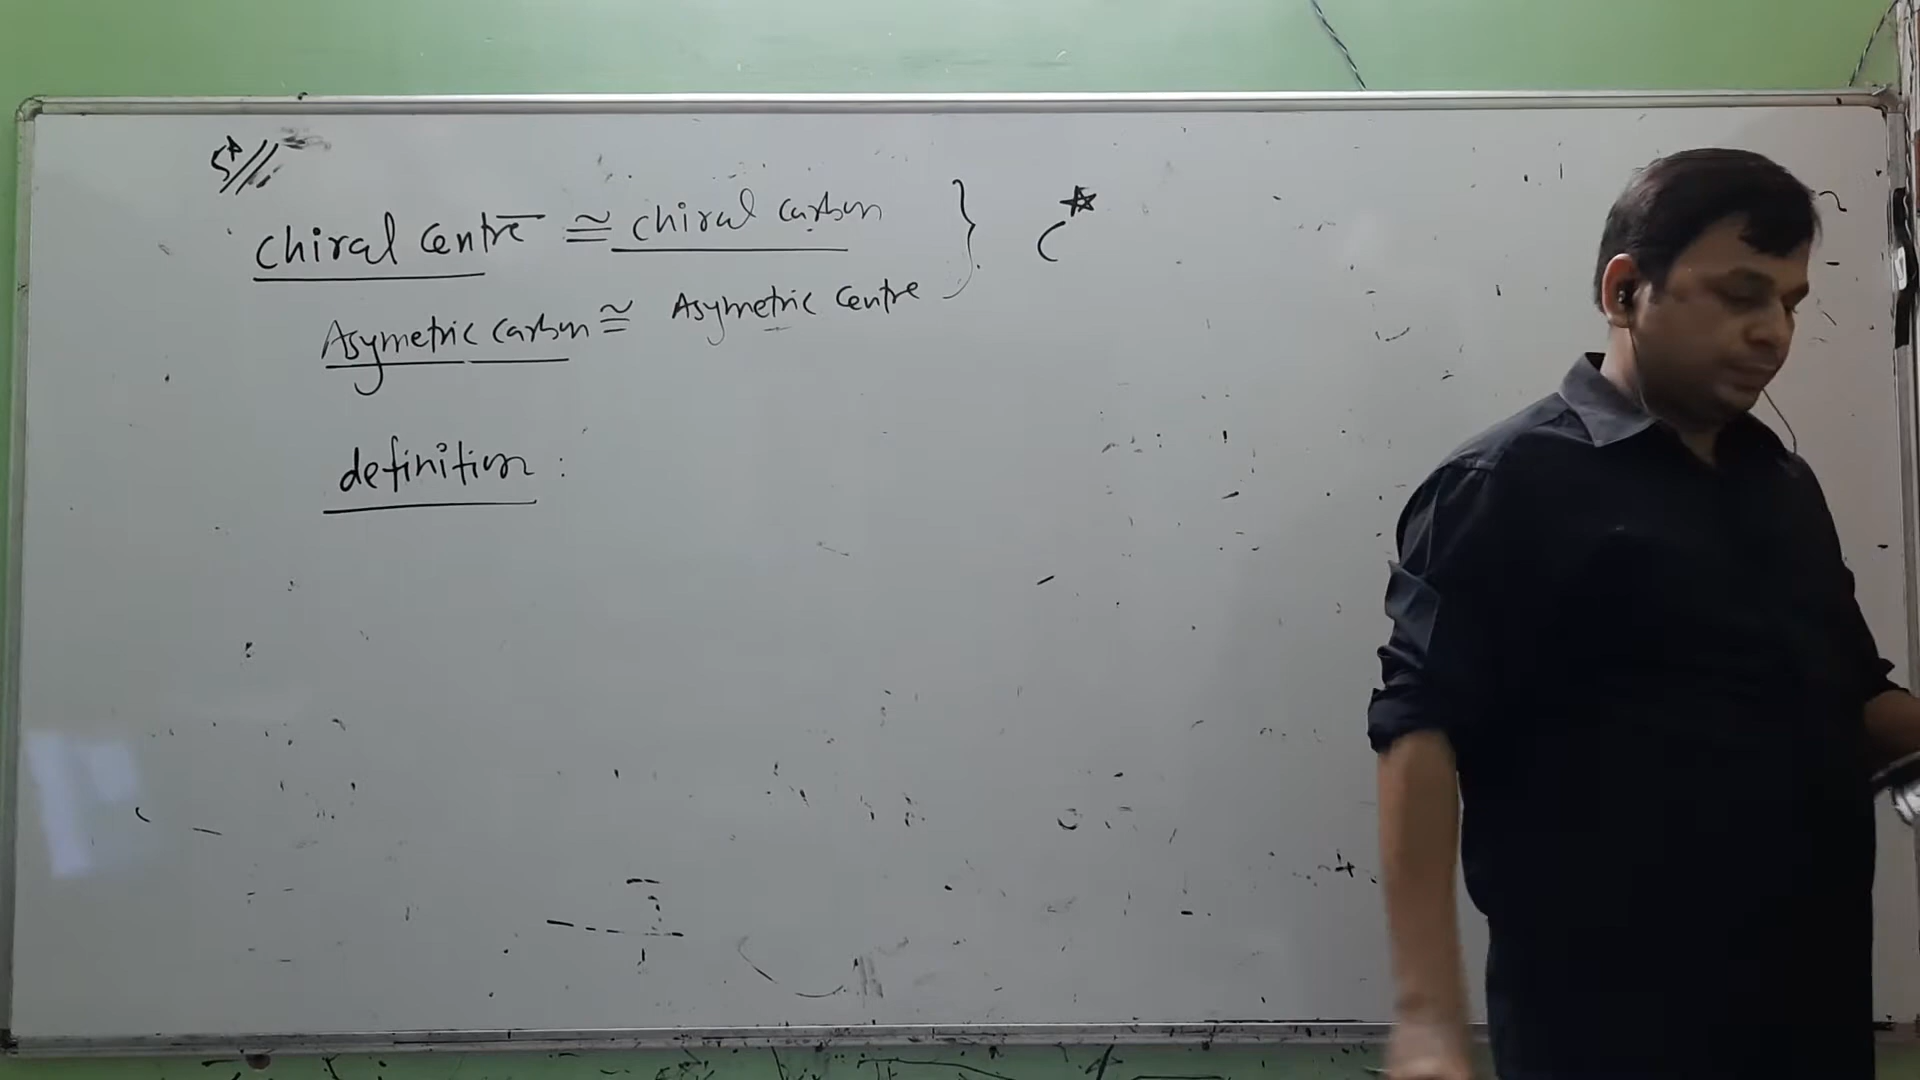 Chiral Centre ≅ chiral carbon } C*
Asymetric carbon ≅ Asymetric Centre
definition :